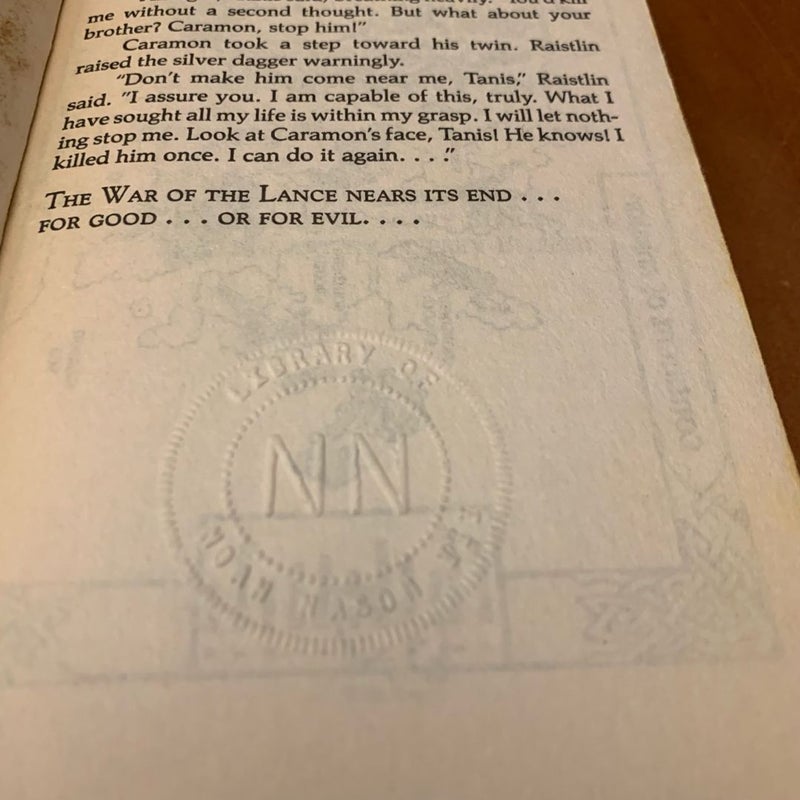 me without a second thought. But what about your
brother? Caramon, stop him!"
Caramon took a step toward his twin. Raistlin
raised the silver dagger warningly.
"Don't make him come near me, Tanis," Raistlin
said. "I assure you. I am capable of this, truly. What I
have sought all my life is within my grasp. I will let noth-
ing stop me. Look at Caramon's face, Tanis! He knows! I
killed him once. I can do it again. . . ."
THE WAR OF THE LANCE NEARS ITS END . . .
FOR GOOD . . . OR FOR EVIL. . . .
LIBRARY OF
NN